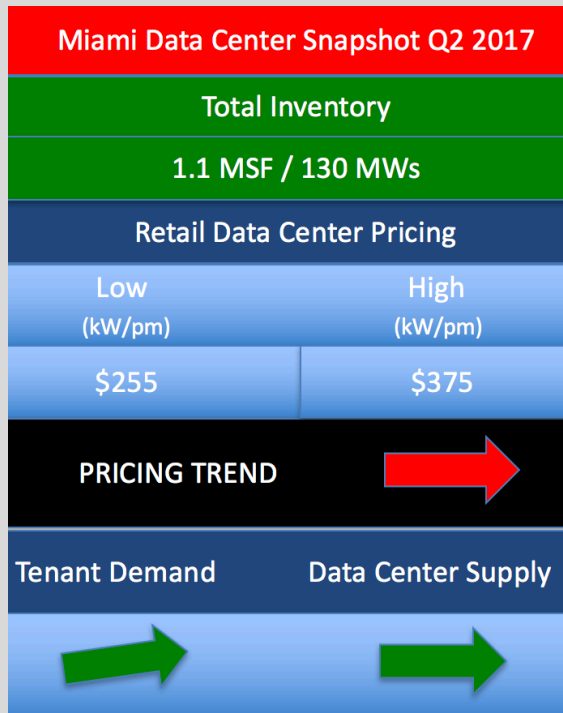 Miami Data Center Snapshot Q2 2017
Total Inventory
1.1 MSF / 130 MWs
Retail Data Center Pricing
Low High
(kW/pm) (kW/pm)
$255 $375
PRICING TREND
Tenant Demand Data Center Supply